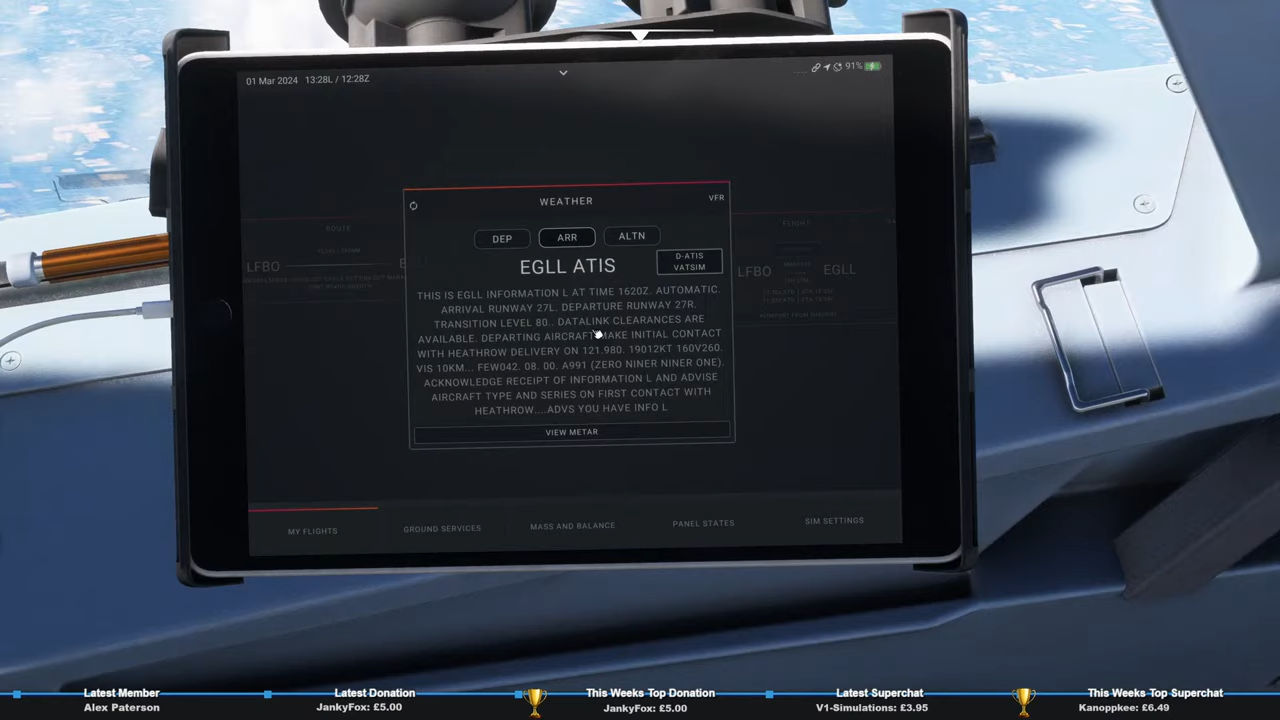 01 Mar 2024 13:28L / 12:28Z
91%
WEATHER
VFR
DEP
ARR
ALTN
EGLL ATIS
D-ATIS
VATSIM
THIS IS EGLL INFORMATION L AT TIME 1620Z. AUTOMATIC.
ARRIVAL RUNWAY 27L. DEPARTURE RUNWAY 27R.
TRANSITION LEVEL 80.. DATALINK CLEARANCES ARE
AVAILABLE. DEPARTING AIRCRAFT MAKE INITIAL CONTACT
WITH HEATHROW DELIVERY ON 121.980. 19012KT 160V260.
VIS 10KM... FEW042. 08. 00. A991 (ZERO NINER NINER ONE).
ACKNOWLEDGE RECEIPT OF INFORMATION L AND ADVISE
AIRCRAFT TYPE AND SERIES ON FIRST CONTACT WITH
HEATHROW....ADVS YOU HAVE INFO L
VIEW METAR
ROUTE
LFBO
FLIGHT
LFBO
EGLL
MY FLIGHTS
GROUND SERVICES
MASS AND BALANCE
PANEL STATES
SIM SETTINGS
Latest Member
Alex Paterson
Latest Donation
JankyFox: £5.00
This Weeks Top Donation
JankyFox: £5.00
Latest Superchat
V1-Simulations: £3.95
This Weeks Top Superchat
Kanoppkee: £6.49